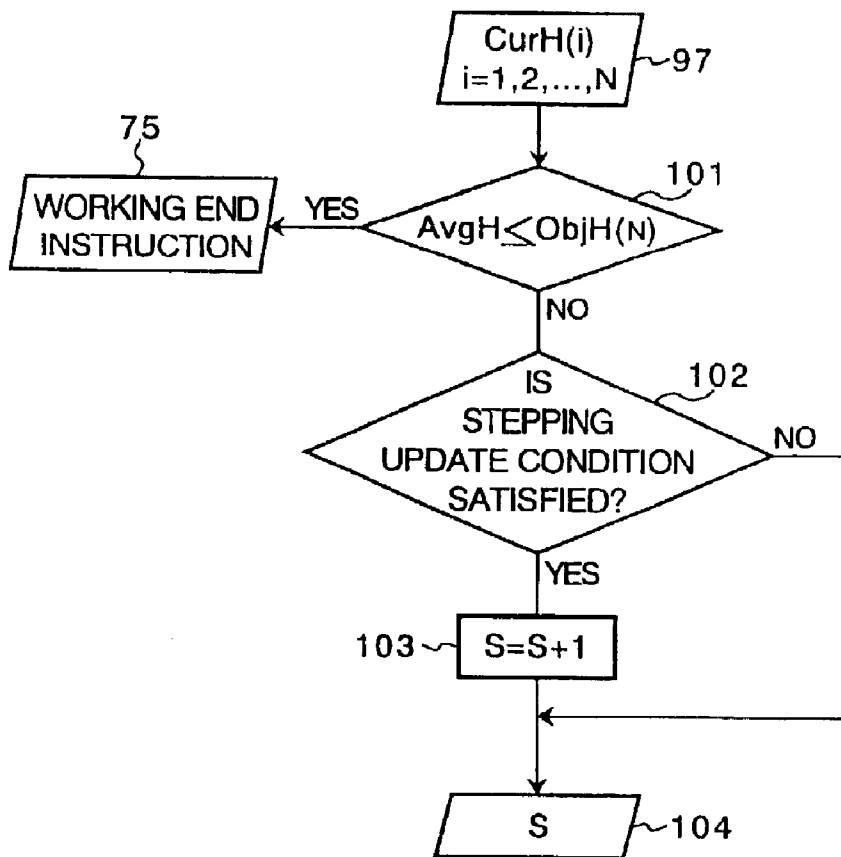 CurH(i)
i=1,2,...,N
97
75
WORKING END
INSTRUCTION
YES
101
AvgH≤ObjH(N)
NO
102
IS
STEPPING
UPDATE CONDITION
SATISFIED?
NO
YES
103
S=S+1
S
104